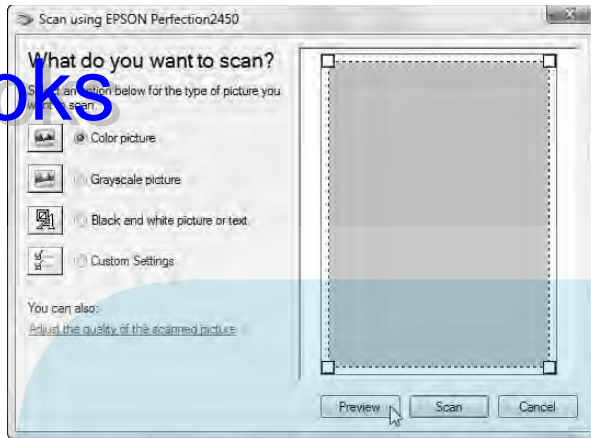 Scan using EPSON Perfection2450
What do you want to scan?
Select an option below for the type of picture you
want to scan.
oks
Color picture
Grayscale picture
Black and white picture or text
Custom Settings
You can also:
Adjust the quality of the scanned picture
Preview
Scan
Cancel